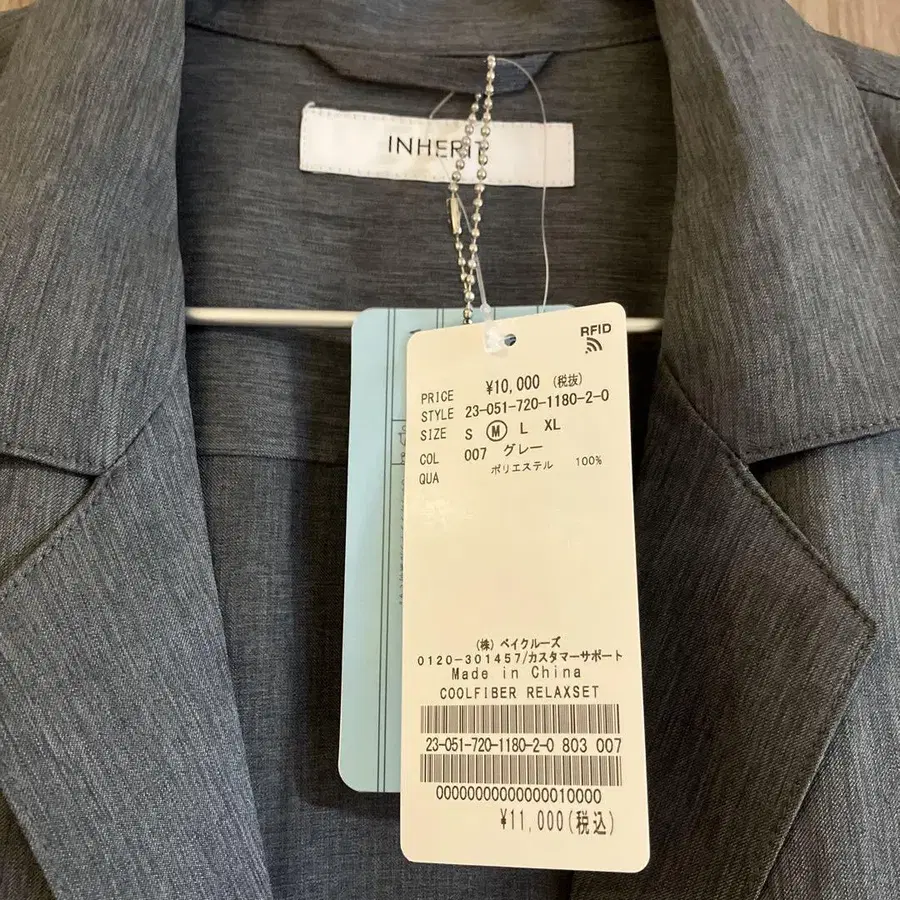 INHERIT
RFID
PRICE ¥10,000 (税抜)
STYLE 23-051-720-1180-2-0
SIZE S M L XL
COL 007 グレー
QUA ポリエステル 100%
(株) ベイクルーズ
0120-301457/カスタマーサポート
Made in China
COOLFIBER RELAXSET
23-051-720-1180-2-0 803 007
00000000000000010000
¥11,000(税込)